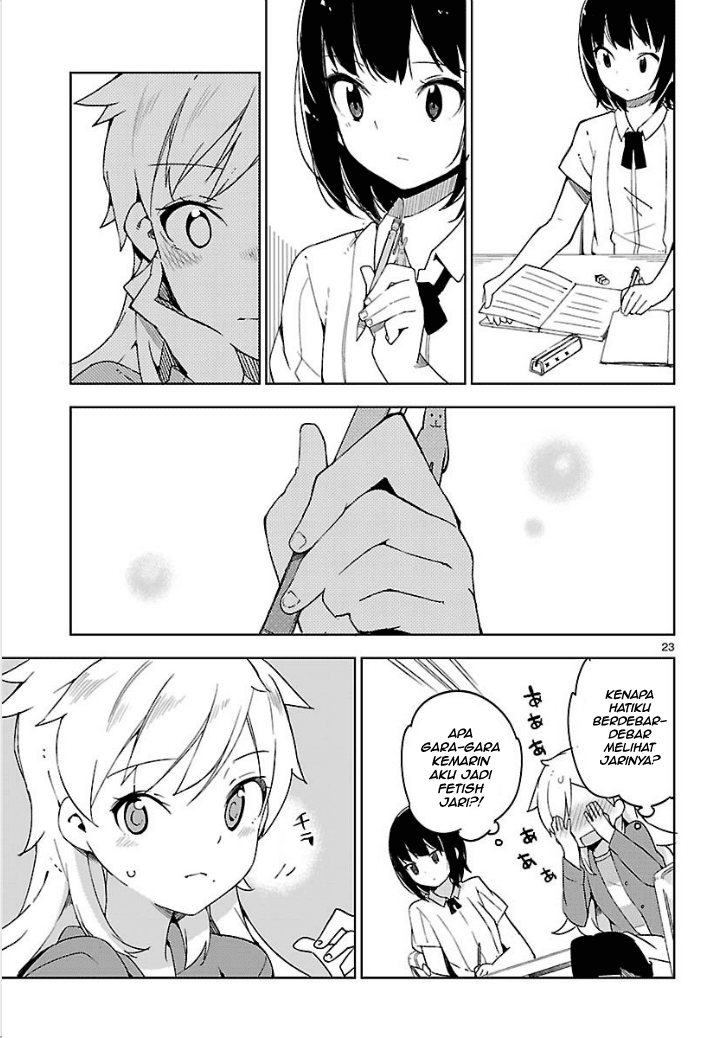 23
KENAPA
HATIKU
BERDEBAR-
DEBAR
MELIHAT
JARINYA?
あぁぁ
あぁぁ
APA
GARA-GARA
KEMARIN
AKU JADI
FETISH
JARI?!
チラ